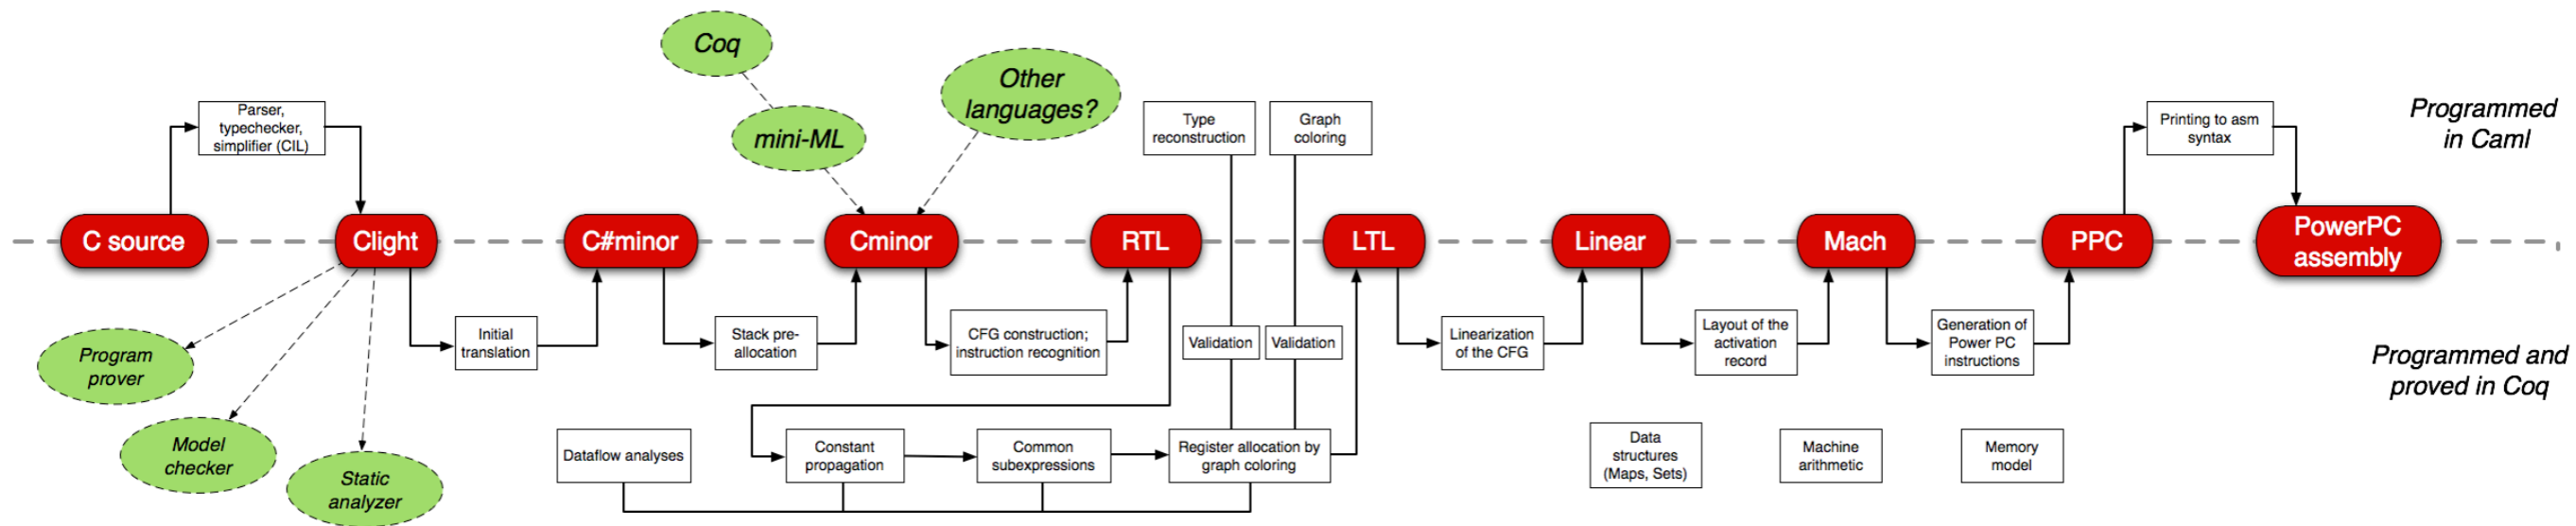 Coq
Other
languages?
mini-ML
Parser,
typechecker,
simplifier (CIL)
Type
reconstruction
Graph
coloring
Printing to asm
syntax
Programmed
in Caml
C source
Clight
C#minor
Cminor
RTL
LTL
Linear
Mach
PPC
PowerPC
assembly
Initial
translation
Stack pre-
allocation
CFG construction;
instruction recognition
Validation
Validation
Linearization
of the CFG
Layout of the
activation
record
Generation of
Power PC
instructions
Programmed and
proved in Coq
Program
prover
Model
checker
Static
analyzer
Dataflow analyses
Constant
propagation
Common
subexpressions
Register allocation by
graph coloring
Data
structures
(Maps, Sets)
Machine
arithmetic
Memory
model